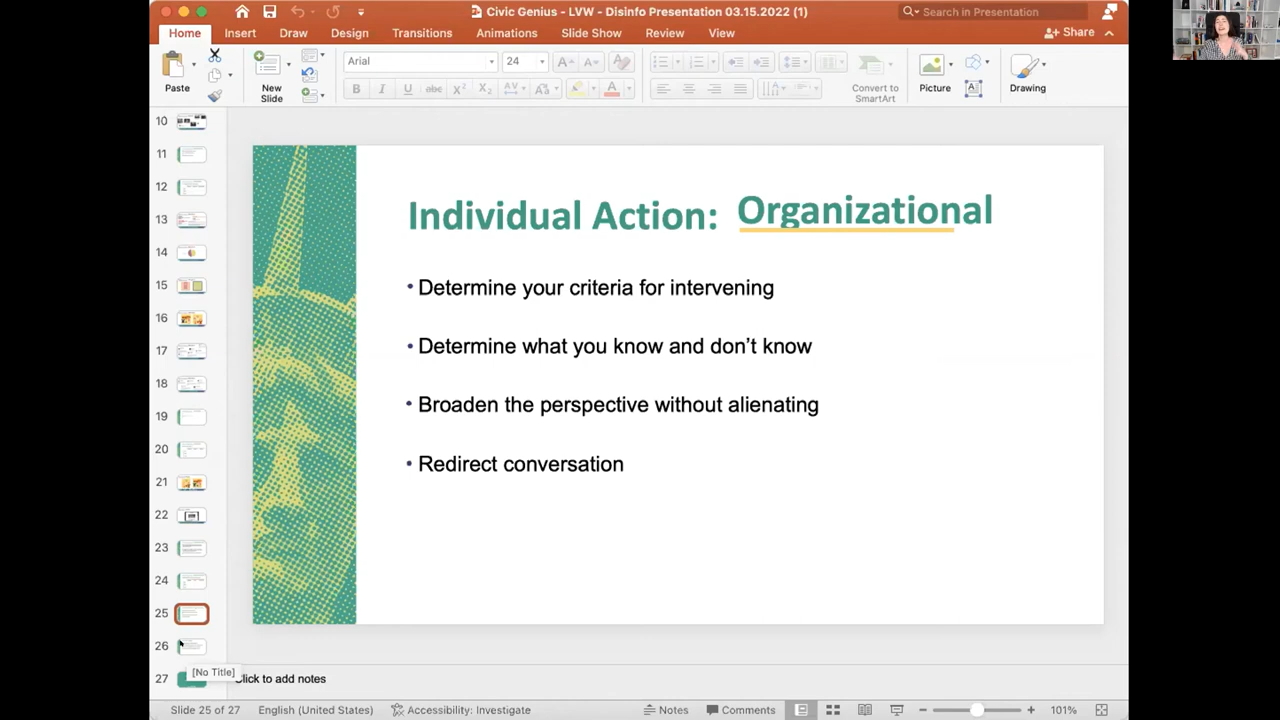 Civic Genius - LVW - Disinfo Presentation 03.15.2022 (1)
Search in Presentation
Home Insert Draw Design Transitions Animations Slide Show Review View
Share
Arial 24
Paste
New
Slide
Convert to
SmartArt
Picture
Drawing
10
11
12
13
14
15
16
17
18
19
20
21
22
23
24
25
26
27
[No Title]
Individual Action: Organizational
• Determine your criteria for intervening
• Determine what you know and don’t know
• Broaden the perspective without alienating
• Redirect conversation
Click to add notes
Slide 25 of 27 English (United States) Accessibility: Investigate Notes Comments 101%